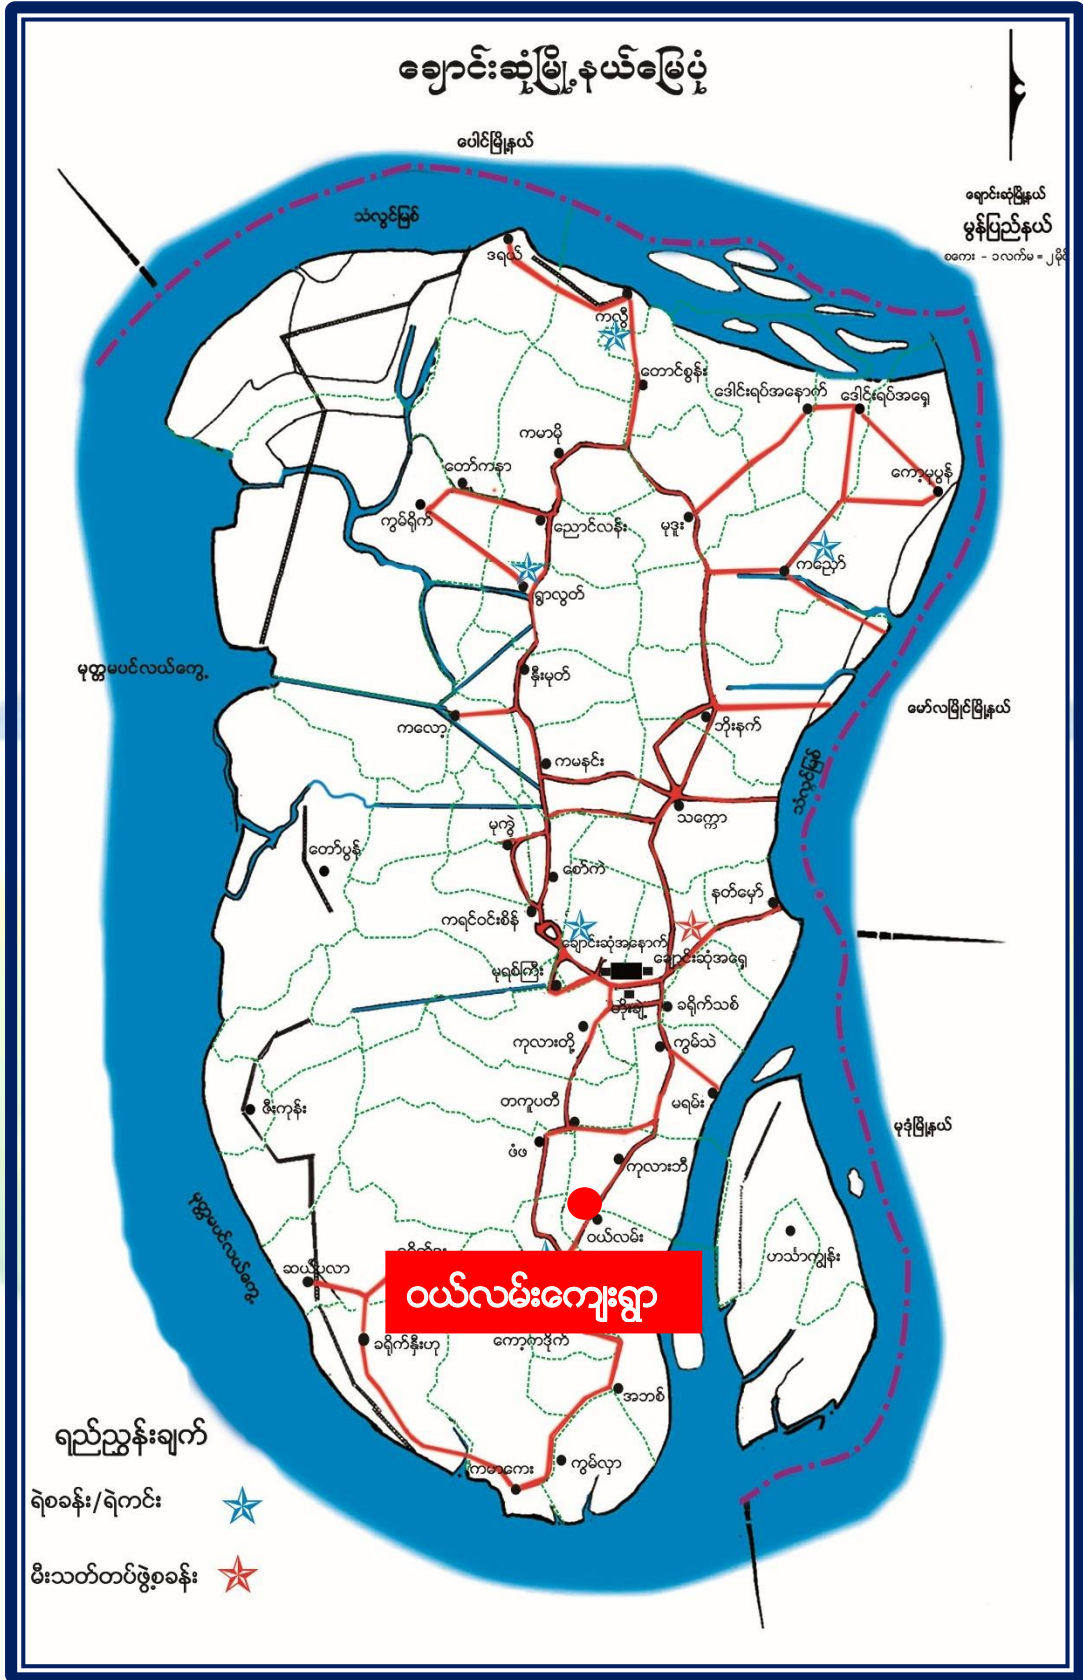 ချောင်းဆုံမြို့နယ်မြေပုံ
ပေါင်မြို့နယ်
ချောင်းဆုံမြို့နယ်
မွန်ပြည်နယ်
သံလွင်မြစ်
ဒရယ်
ကလွီ
တောင်စွန်း
ဒေါင်းရပ်အနောက်
ဒေါင်းရပ်အရှေ့
ကမာမို
တော်ကနာ
ကော့မုပွန်
ကွမ်ရိုက်
ညောင်လန်း
မုဒူး
ကညှော်
ရွာလွတ်
မုတ္တမပင်လယ်ကွေ့
နှီးမုတ်
ကလော့
ဘိုးနက်
မော်လမြိုင်မြို့နယ်
ကမနင်း
သံလွင်မြစ်
သက္ကော
မုကွဲ
တော်ပွန်
စော်ကဲ
နတ်မှော်
ကရင်ဝင်းစိန်
ချောင်းဆုံအနောက်
ချောင်းဆုံအရှေ့
မုရစ်ကြီး
တိုးချဲ့
ခရိုက်သစ်
ကုလားတို့
ကွမ်သဲ
တကူပတီ
မရမ်း
ဇီးကုန်း
ဖံဖ
ကုလားဘီ
မုဒုံမြို့နယ်
မုတ္တမပင်လယ်ကွေ့
ဝယ်လမ်း
ဟင်္သာကျွန်း
ဆယ်ပလာ
ဝယ်လမ်းကျေးရွာ
ခရိုက်နှီးဟု
အဘစ်
ရည်ညွှန်းချက်
ကမာကေး
ကွမ်လှာ
ရဲစခန်း/ရဲကင်း
မီးသတ်တပ်ဖွဲ့စခန်း